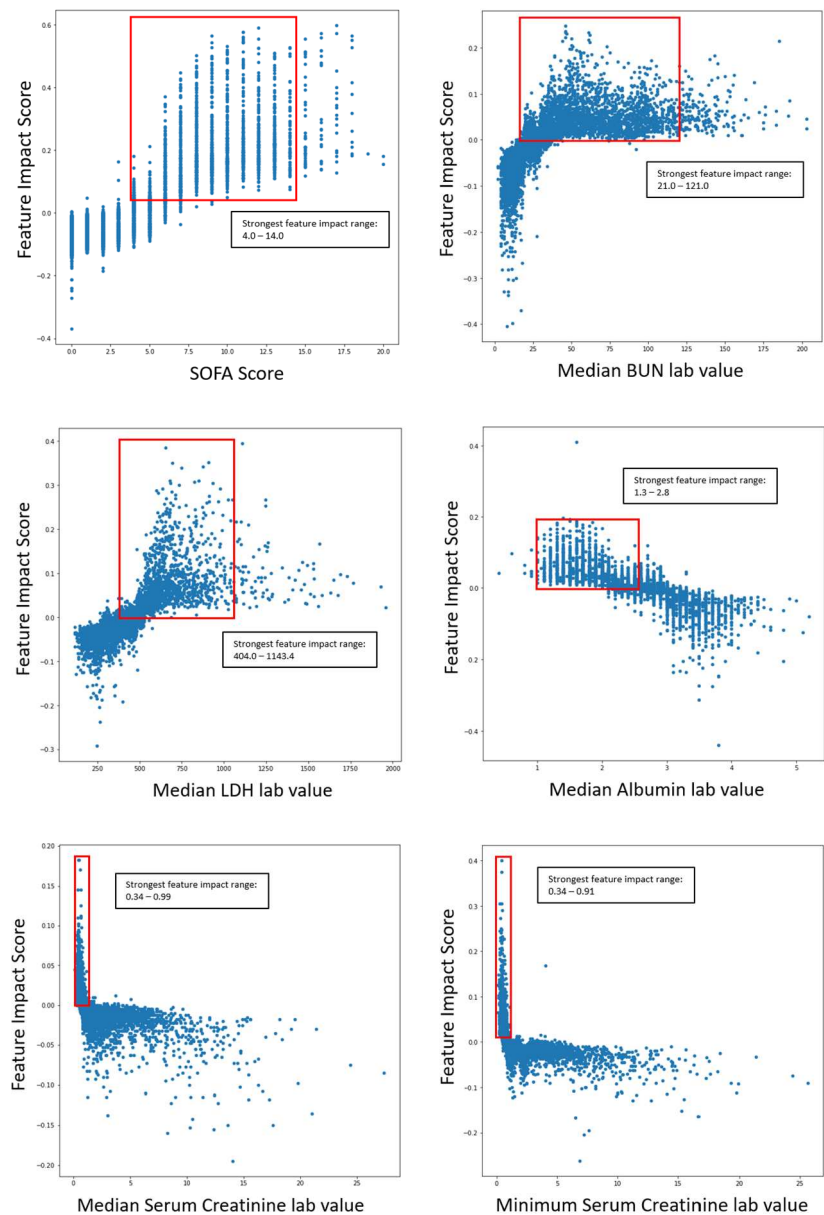 0.6
0.4
0.2
0.0
−0.2
−0.4
Feature Impact Score
Strongest feature impact range:
4.0 – 14.0
0.0 2.5 5.0 7.5 10.0 12.5 15.0 17.5 20.0
SOFA Score
0.2
0.1
0.0
−0.1
−0.2
−0.3
−0.4
Feature Impact Score
Strongest feature impact range:
21.0 – 121.0
0 25 50 75 100 125 150 175 200
Median BUN lab value
0.4
0.3
0.2
0.1
0.0
−0.1
−0.2
−0.3
Feature Impact Score
Strongest feature impact range:
404.0 – 1143.4
250 500 750 1000 1250 1500 1750 2000
Median LDH lab value
0.4
0.2
0.0
−0.2
−0.4
Feature Impact Score
Strongest feature impact range:
1.3 – 2.8
1 2 3 4 5
Median Albumin lab value
0.20
0.15
0.10
0.05
0.00
−0.05
−0.10
−0.15
−0.20
Feature Impact Score
Strongest feature impact range:
0.34 – 0.99
0 5 10 15 20 25
Median Serum Creatinine lab value
0.4
0.3
0.2
0.1
0.0
−0.1
−0.2
Feature Impact Score
Strongest feature impact range:
0.34 – 0.91
0 5 10 15 20 25
Minimum Serum Creatinine lab value